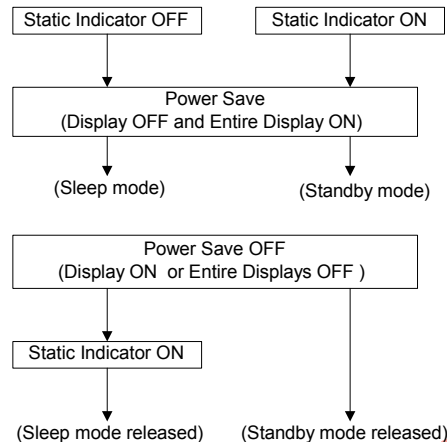 Static Indicator OFF
Static Indicator ON
Power Save
(Display OFF and Entire Display ON)
(Sleep mode)
(Standby mode)
Power Save OFF
(Display ON or Entire Displays OFF )
Static Indicator ON
(Sleep mode released)
(Standby mode released)